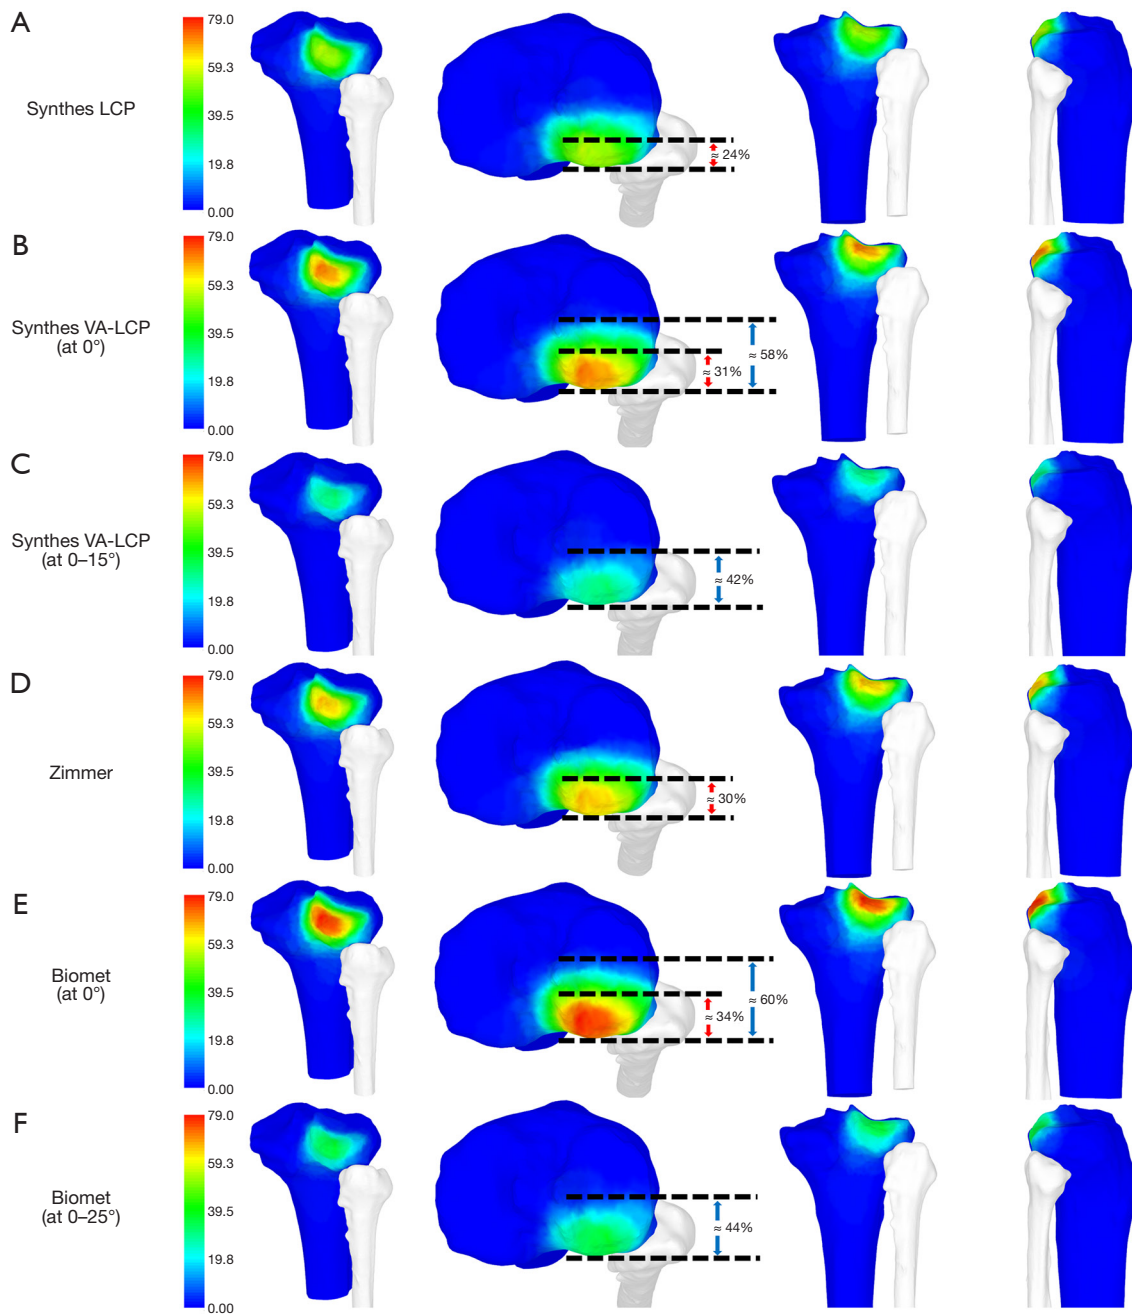 A
Synthes LCP
79.0
59.3
39.5
19.8
0.00
≈ 24%
B
Synthes VA-LCP
(at 0°)
79.0
59.3
39.5
19.8
0.00
≈ 58%
≈ 31%
C
Synthes VA-LCP
(at 0–15°)
79.0
59.3
39.5
19.8
0.00
≈ 42%
D
Zimmer
79.0
59.3
39.5
19.8
0.00
≈ 30%
E
Biomet
(at 0°)
79.0
59.3
39.5
19.8
0.00
≈ 60%
≈ 34%
F
Biomet
(at 0–25°)
79.0
59.3
39.5
19.8
0.00
≈ 44%